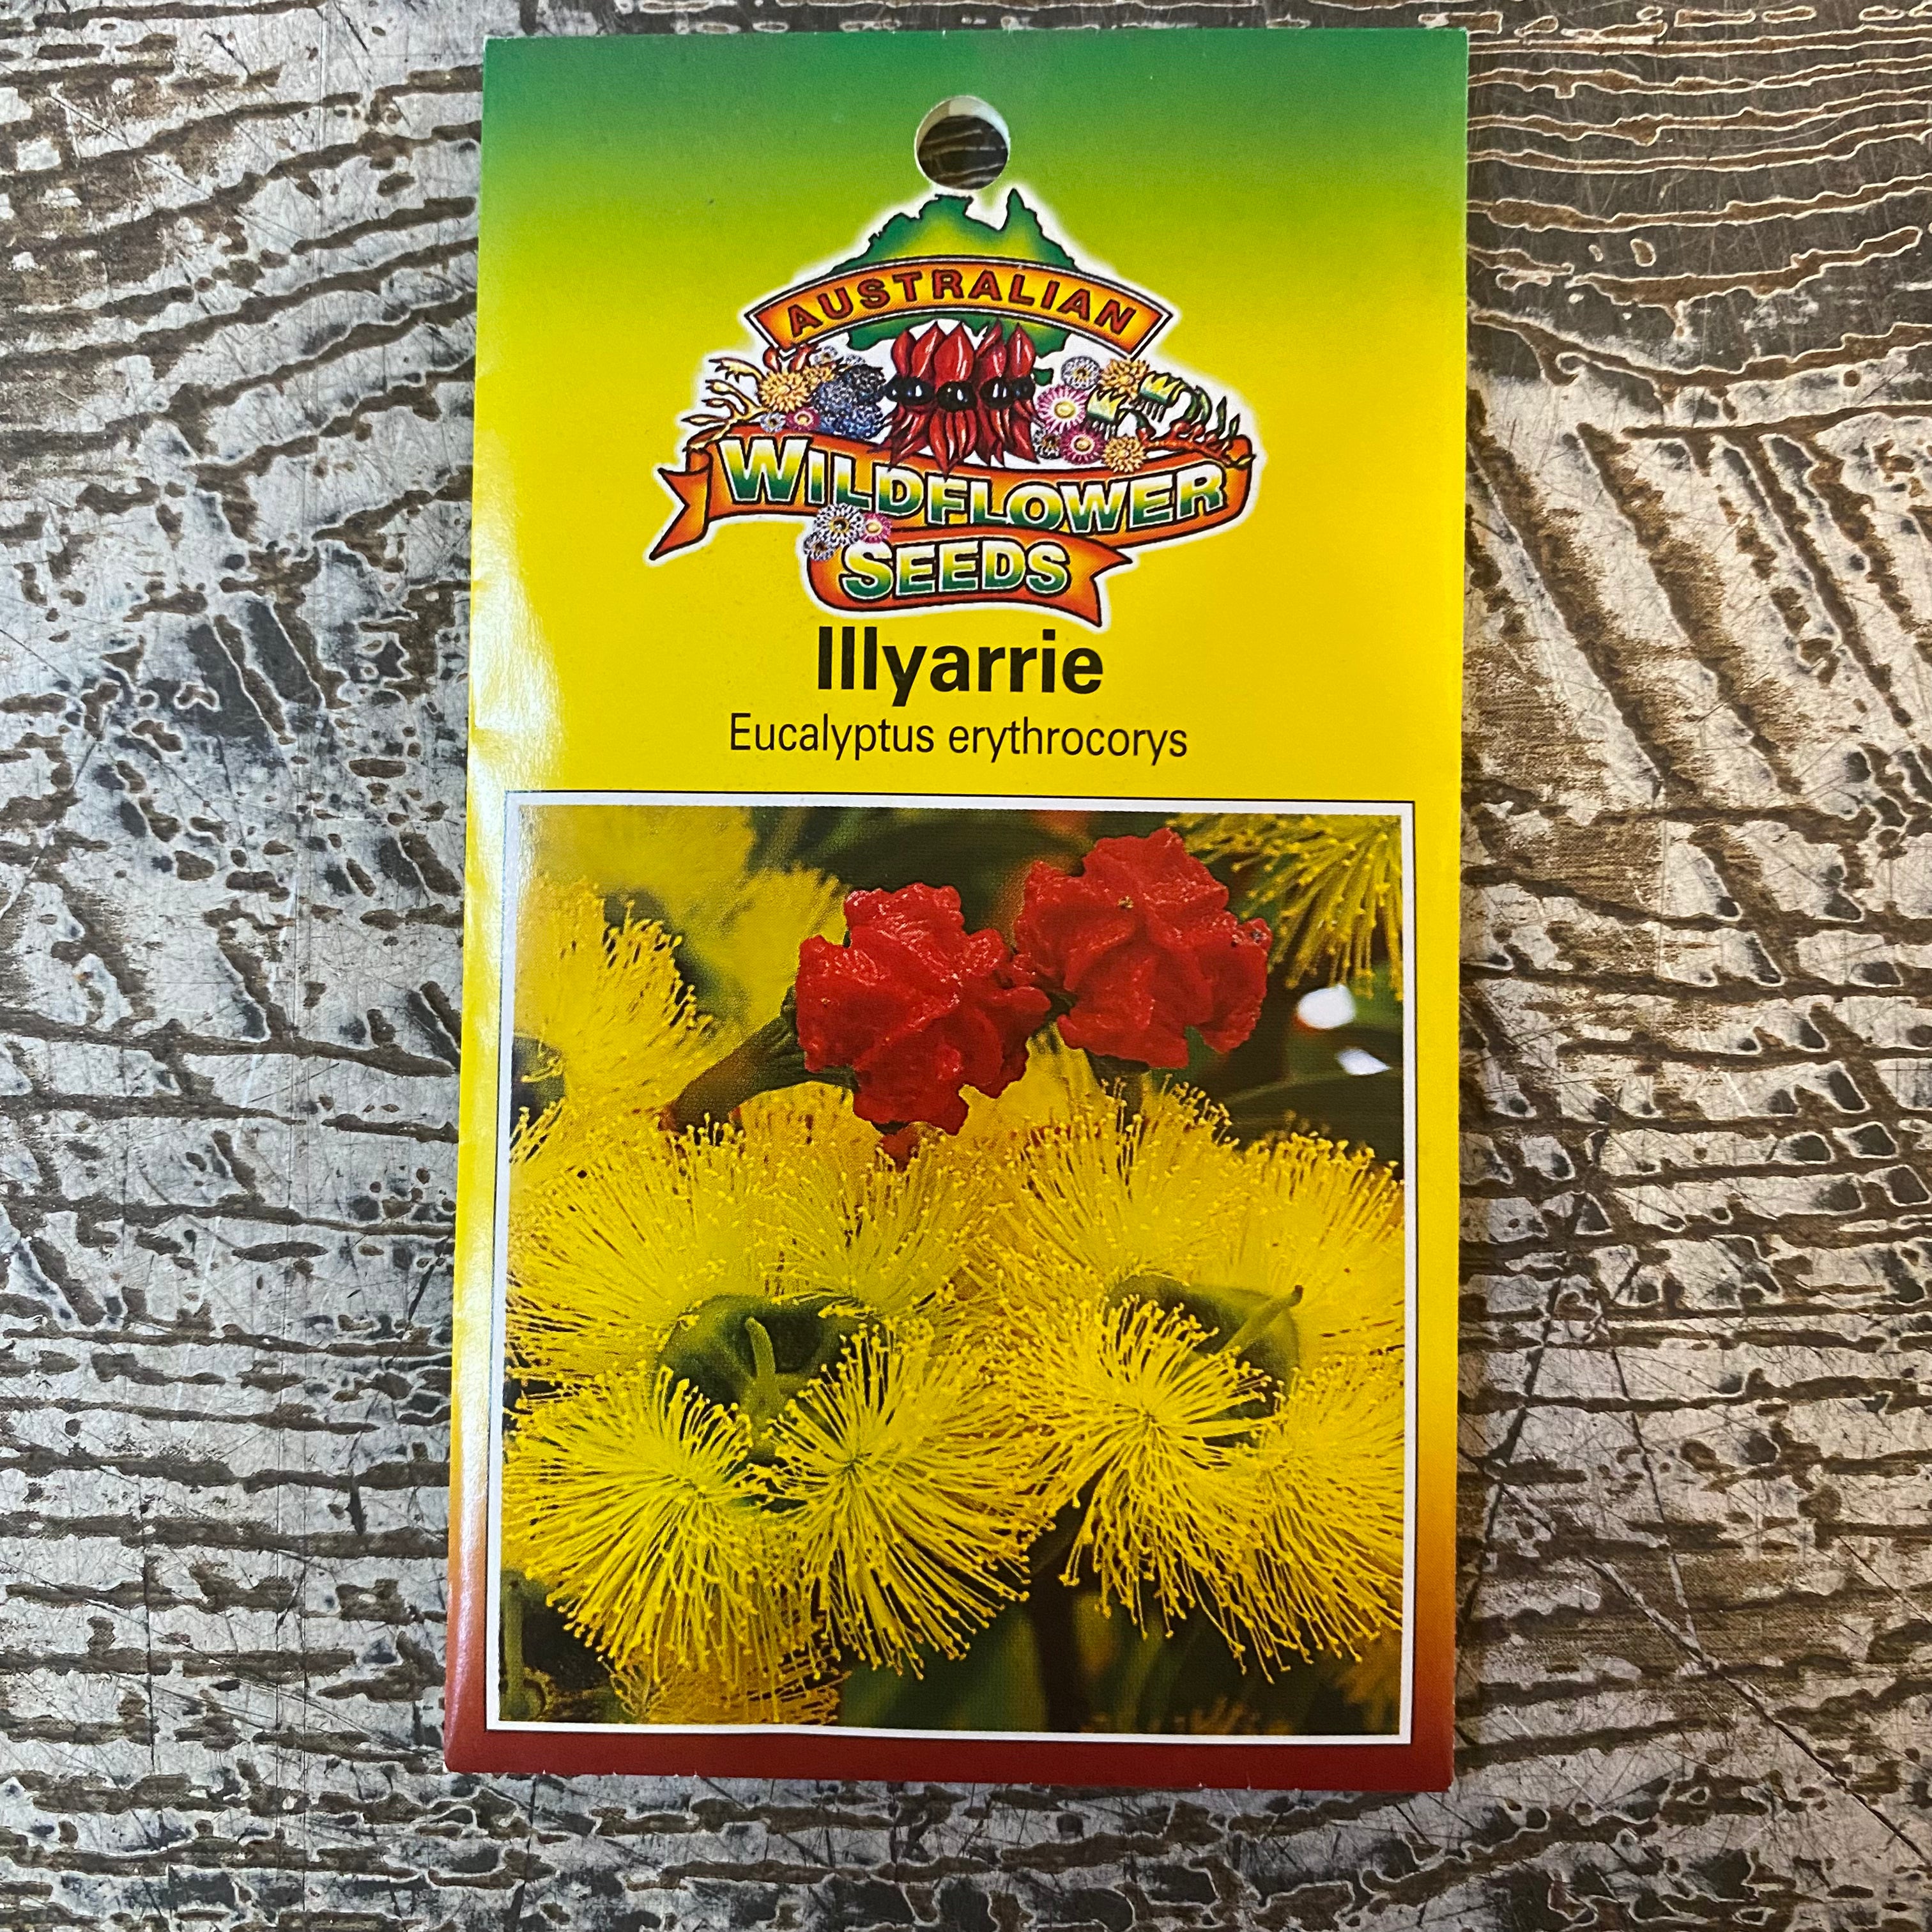 AUSTRALIAN
WILDFLOWER
SEEDS
Illyarrie
Eucalyptus erythrocorys